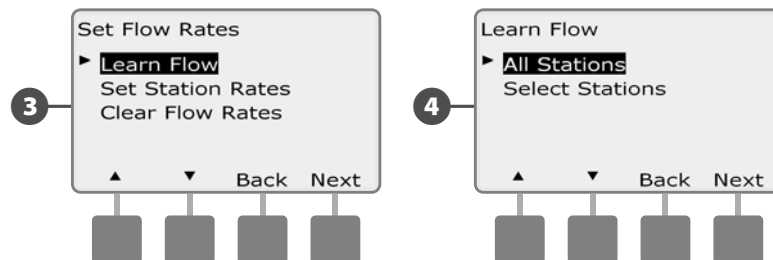 Set Flow Rates
► Learn Flow
Set Station Rates
Clear Flow Rates
3
▲ ▼ Back Next
Learn Flow
► All Stations
Select Stations
4
▲ ▼ Back Next